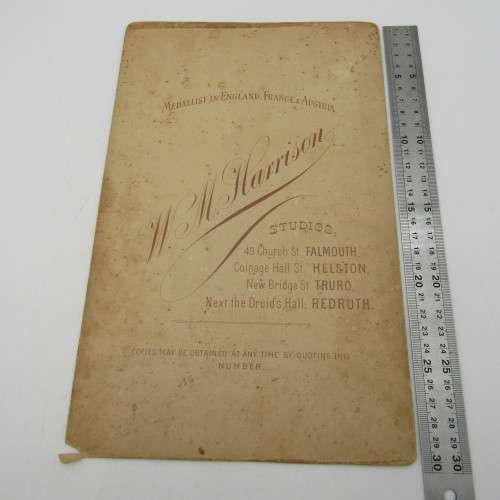 MEDALLIST IN ENGLAND, FRANCE & AUSTRIA.
W. M. Harrison
STUDIOS,
49 Church St. FALMOUTH,
Coinage Hall St. HELSTON,
New Bridge St. TRURO,
Next the Druid's Hall, REDRUTH.
COPIES MAY BE OBTAINED AT ANY TIME BY QUOTING THIS
NUMBER.